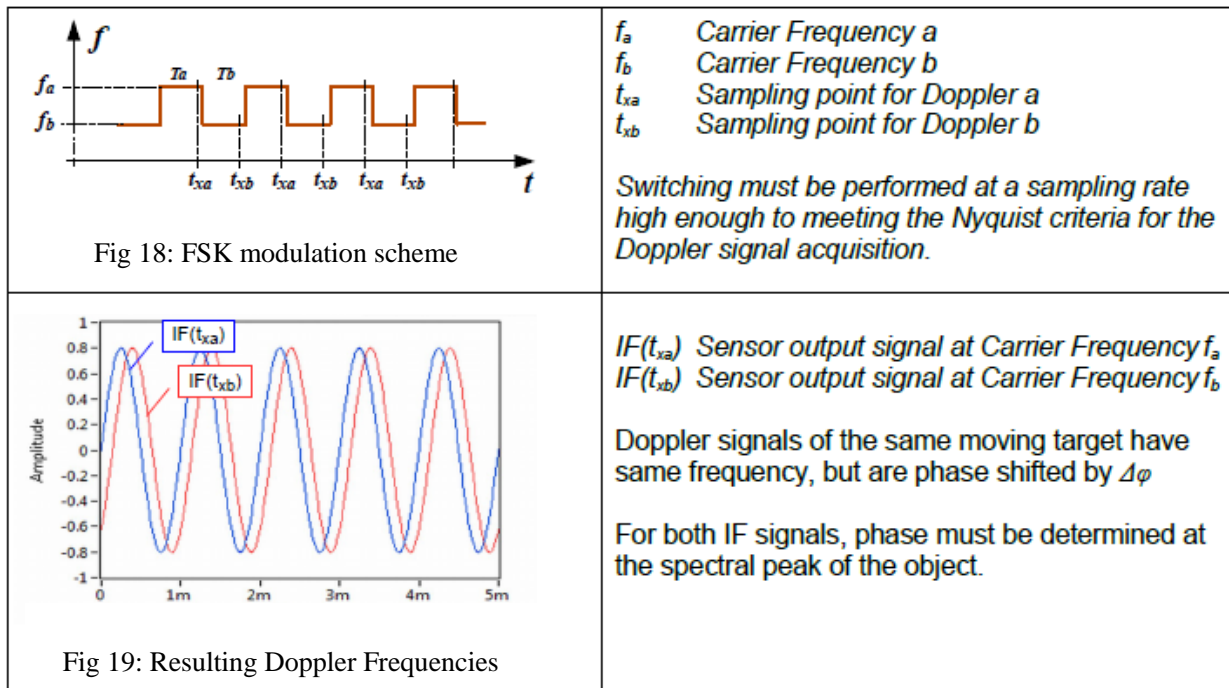 f
Ta Tb
fa
fb
txa txb txa txb txa txb
t
Fig 18: FSK modulation scheme
fa Carrier Frequency a
fb Carrier Frequency b
txa Sampling point for Doppler a
txb Sampling point for Doppler b
Switching must be performed at a sampling rate
high enough to meeting the Nyquist criteria for the
Doppler signal acquisition.
1
0.8
0.6
0.4
0.2
0
-0.2
-0.4
-0.6
-0.8
-1
Amplitude
IF(txa)
IF(txb)
0 1m 2m 3m 4m 5m
Fig 19: Resulting Doppler Frequencies
IF(txa) Sensor output signal at Carrier Frequency fa
IF(txb) Sensor output signal at Carrier Frequency fb
Doppler signals of the same moving target have
same frequency, but are phase shifted by Δφ
For both IF signals, phase must be determined at
the spectral peak of the object.